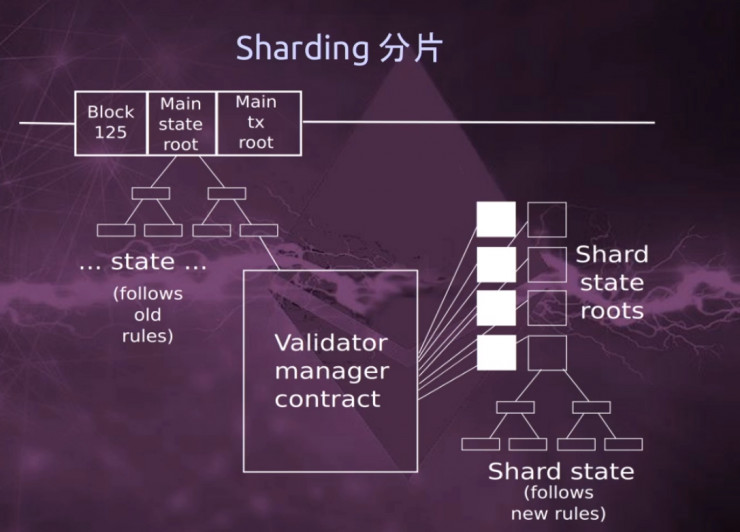 Sharding 分片
Block
125
Main
state
root
Main
tx
root
... state ...
(follows
old
rules)
Validator
manager
contract
Shard
state
roots
Shard state
(follows
new rules)